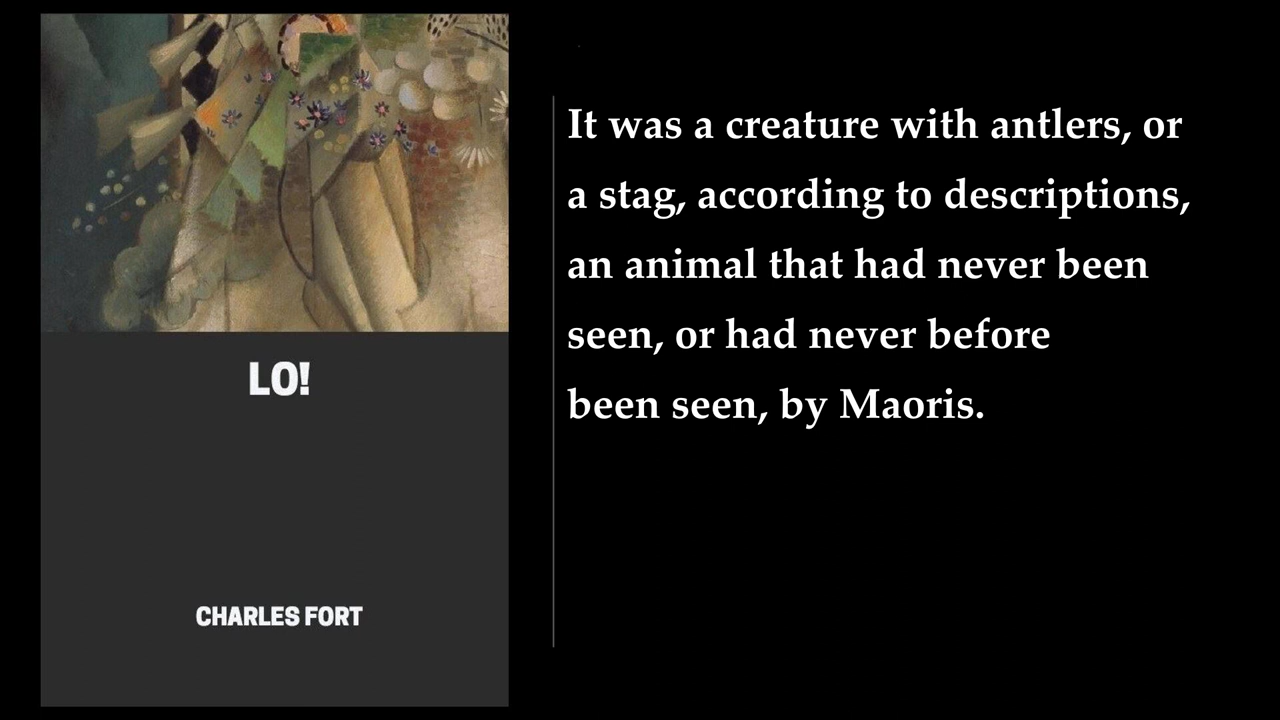 LO!
CHARLES FORT
It was a creature with antlers, or
a stag, according to descriptions,
an animal that had never been
seen, or had never before
been seen, by Maoris.